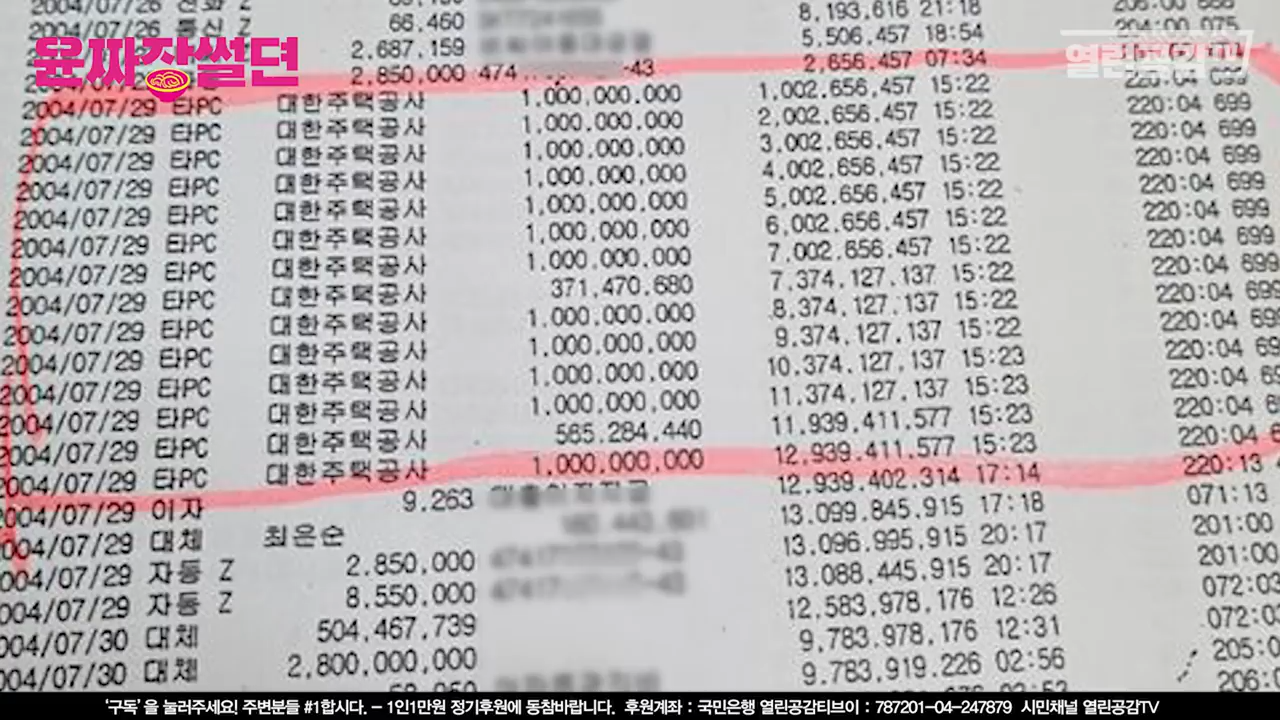 윤짜장썰뎐
열린공감TV
2004/07/26 전화 Z
2004/07/26 통신 Z 66.460 8.193.616 21:18
2.687.159 5.506.457 18:54 204:00 075
2.850.000 474 -43 2.656.457 07:34
2004/07/29 타PC 대한주택공사 1.000.000.000 1.002.656.457 15:22 220:04 699
2004/07/29 타PC 대한주택공사 1.000.000.000 2.002.656.457 15:22 220:04 699
2004/07/29 타PC 대한주택공사 1.000.000.000 3.002.656.457 15:22 220:04 699
2004/07/29 타PC 대한주택공사 1.000.000.000 4.002.656.457 15:22 220:04 699
2004/07/29 타PC 대한주택공사 1.000.000.000 5.002.656.457 15:22 220:04 699
2004/07/29 타PC 대한주택공사 1.000.000.000 6.002.656.457 15:22 220:04 699
2004/07/29 타PC 대한주택공사 1.000.000.000 7.002.656.457 15:22 220:04 699
2004/07/29 타PC 대한주택공사 371.470.680 7.374.127.137 15:22 220:04 699
2004/07/29 타PC 대한주택공사 1.000.000.000 8.374.127.137 15:22 220:04 699
2004/07/29 타PC 대한주택공사 1.000.000.000 9.374.127.137 15:22 220:04 69
2004/07/29 타PC 대한주택공사 1.000.000.000 10.374.127.137 15:23 220:04 69
2004/07/29 타PC 대한주택공사 1.000.000.000 11.374.127.137 15:23 220:04 69
2004/07/29 타PC 대한주택공사 565.284.440 11.939.411.577 15:23 220:04 6
2004/07/29 타PC 대한주택공사 1.000.000.000 12.939.411.577 15:23 220:04 6
004/07/29 이자 9.263 12.939.402.314 17:14 220:13
004/07/29 대체 최은순 13.099.845.915 17:18 071:13
004/07/29 자동 Z 2.850.000 13.096.995.915 20:17 201:00
004/07/29 자동 Z 8.550.000 13.088.445.915 20:17 201:00
004/07/30 대체 504.467.739 12.583.978.176 12:26 072:03
004/07/30 대체 2.800.000.000 9.783.978.176 12:31 072:0
9.783.919.226 02:56 205:0
'구독'을 눌러주세요! 주변분들 #1합시다. – 1인1만원 정기후원에 동참바랍니다. 후원계좌 : 국민은행 열린공감티브이 : 787201-04-247879 시민채널 열린공감TV